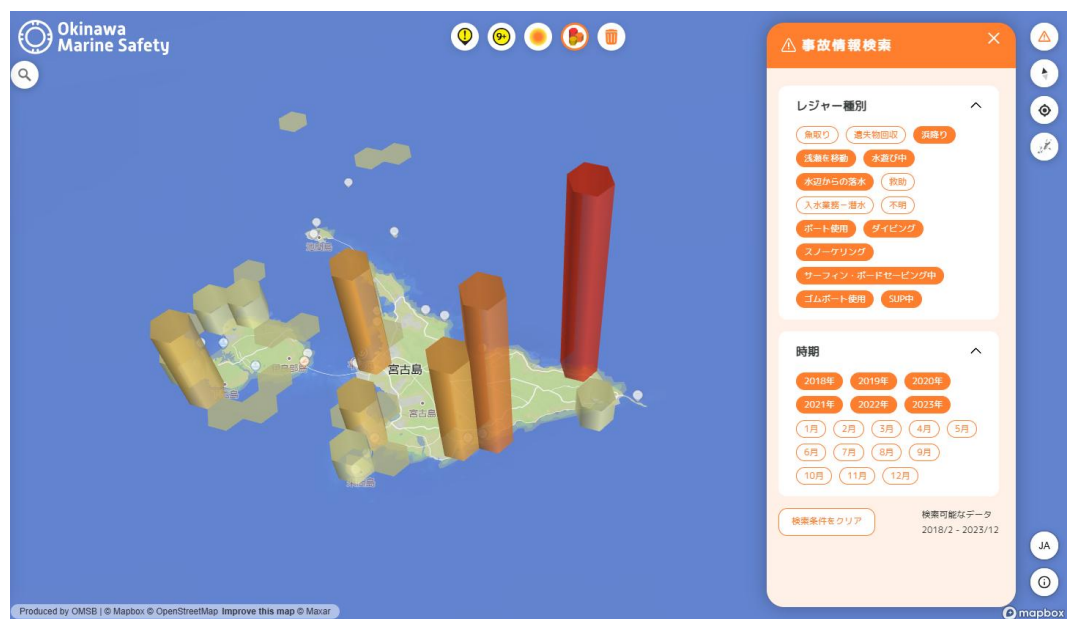 Okinawa
Marine Safety
9+
事故情報検索
レジャー種別
魚取り
遺失物回収
浜降り
浅瀬を移動
水遊び中
水辺からの落水
救助
入水業務-潜水
不明
ボート使用
ダイビング
スノーケリング
サーフィン・ボードセーピング中
ゴムボート使用
SUP中
時期
2018年
2019年
2020年
2021年
2022年
2023年
1月
2月
3月
4月
5月
6月
7月
8月
9月
10月
11月
12月
検索条件をクリア
検索可能なデータ
2018/2 - 2023/12
宮古島
宮古島
JA
Produced by OMSB | © Mapbox © OpenStreetMap Improve this map © Maxar
mapbox